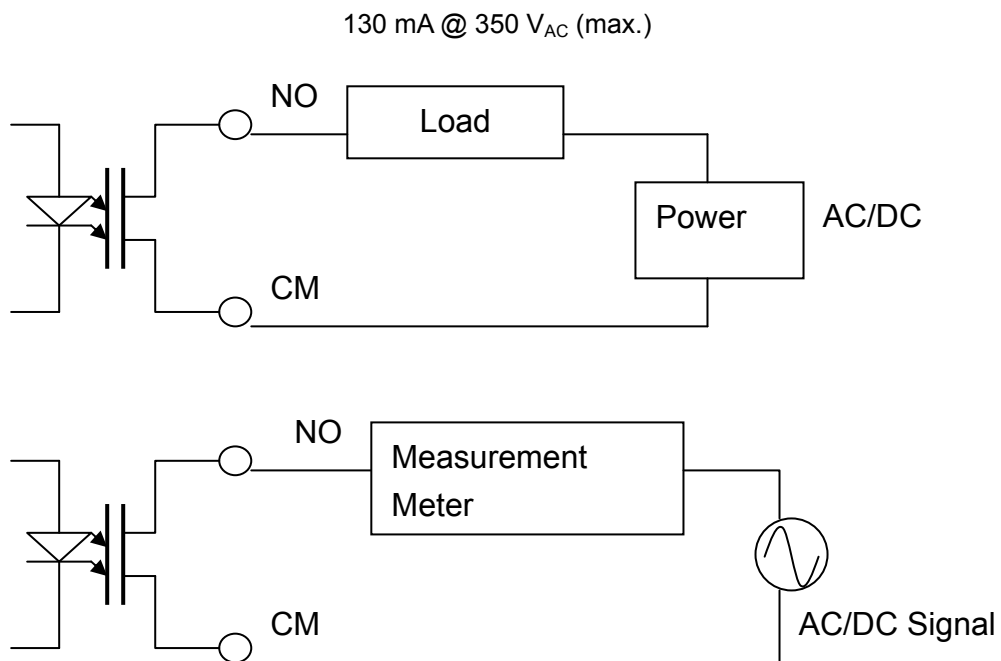 130 mA @ 350 VAC (max.)
NO
Load
Power
AC/DC
CM
NO
Measurement
Meter
CM
AC/DC Signal